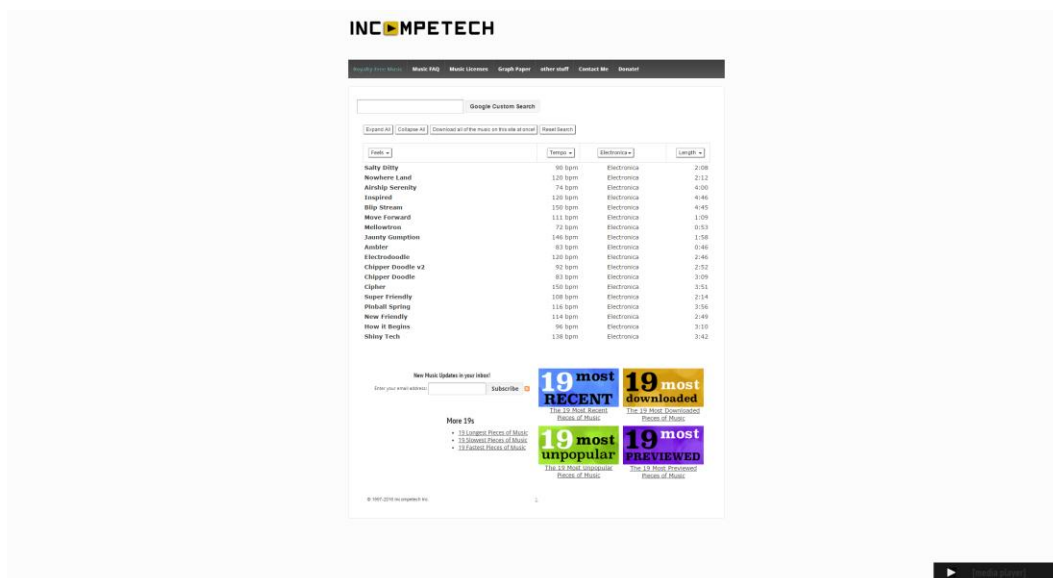 INCOMPETECH
Royalty-Free Music Music FAQ Music Licenses Graph Paper other stuff Contact Me Donate!
Google Custom Search
Expand All Collapse All Download all of the music on this site at once! Reset Search
Feels Tempo Electronica Length
Salty Ditty 90 bpm Electronica 2:08
Nowhere Land 120 bpm Electronica 2:12
Airship Serenity 74 bpm Electronica 4:00
Inspired 120 bpm Electronica 4:46
Blip Stream 150 bpm Electronica 4:45
Move Forward 111 bpm Electronica 1:09
Mellowtron 72 bpm Electronica 0:53
Jaunty Gumption 146 bpm Electronica 1:58
Ambler 83 bpm Electronica 0:46
Electrodoodle 120 bpm Electronica 2:46
Chipper Doodle v2 92 bpm Electronica 2:52
Chipper Doodle 83 bpm Electronica 3:09
Cipher 150 bpm Electronica 3:51
Super Friendly 108 bpm Electronica 2:14
Pinball Spring 116 bpm Electronica 3:56
New Friendly 114 bpm Electronica 2:49
How it Begins 96 bpm Electronica 3:10
Shiny Tech 138 bpm Electronica 3:42
New Music Updates in your inbox!
Enter your email address: Subscribe
More 19s
19 Longest Pieces of Music
19 Slowest Pieces of Music
19 Fastest Pieces of Music
19 most
RECENT
The 19 Most Recent
Pieces of Music
19 most
downloaded
The 19 Most Downloaded
Pieces of Music
19 most
unpopular
The 19 Most Unpopular
Pieces of Music
19 most
PREVIEWED
The 19 Most Previewed
Pieces of Music
[media player]